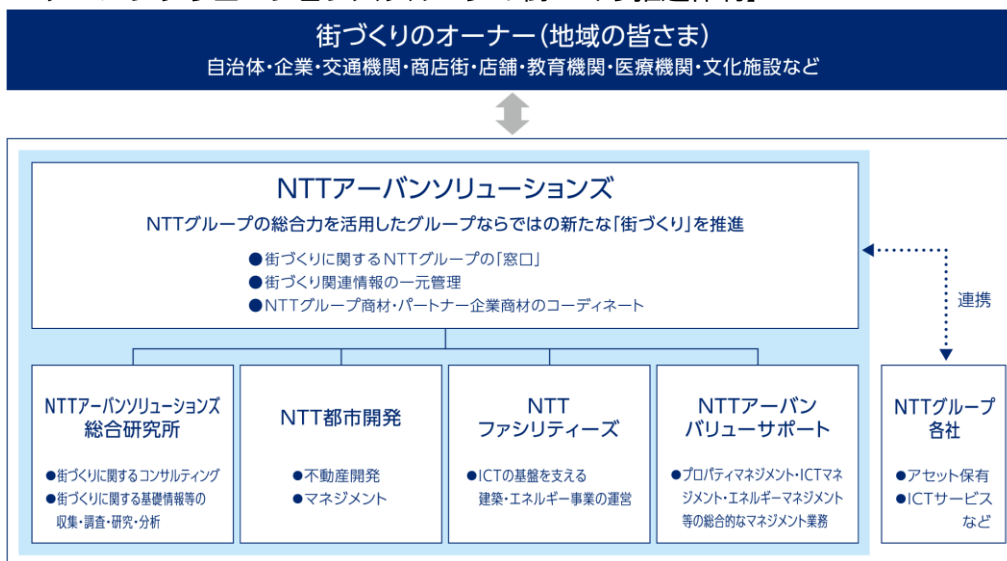 街づくりのオーナー(地域の皆さま)
自治体・企業・交通機関・商店街・店舗・教育機関・医療機関・文化施設など
NTTアーバンソリューションズ
NTTグループの総合力を活用したグループならではの新たな「街づくり」を推進
●街づくりに関するNTTグループの「窓口」
●街づくり関連情報の一元管理
●NTTグループ商材・パートナー企業商材のコーディネート
連携
NTTアーバンソリューションズ
総合研究所
●街づくりに関するコンサルティング
●街づくりに関する基礎情報等の
収集・調査・研究・分析
NTT都市開発
●不動産開発
●マネジメント
NTT
ファシリティーズ
●ICTの基盤を支える
建築・エネルギー事業の運営
NTTアーバン
バリューサポート
●プロパティマネジメント・ICTマネ
ジメント・エネルギーマネジメント
等の総合的なマネジメント業務
NTTグループ
各社
●アセット保有
●ICTサービス
など